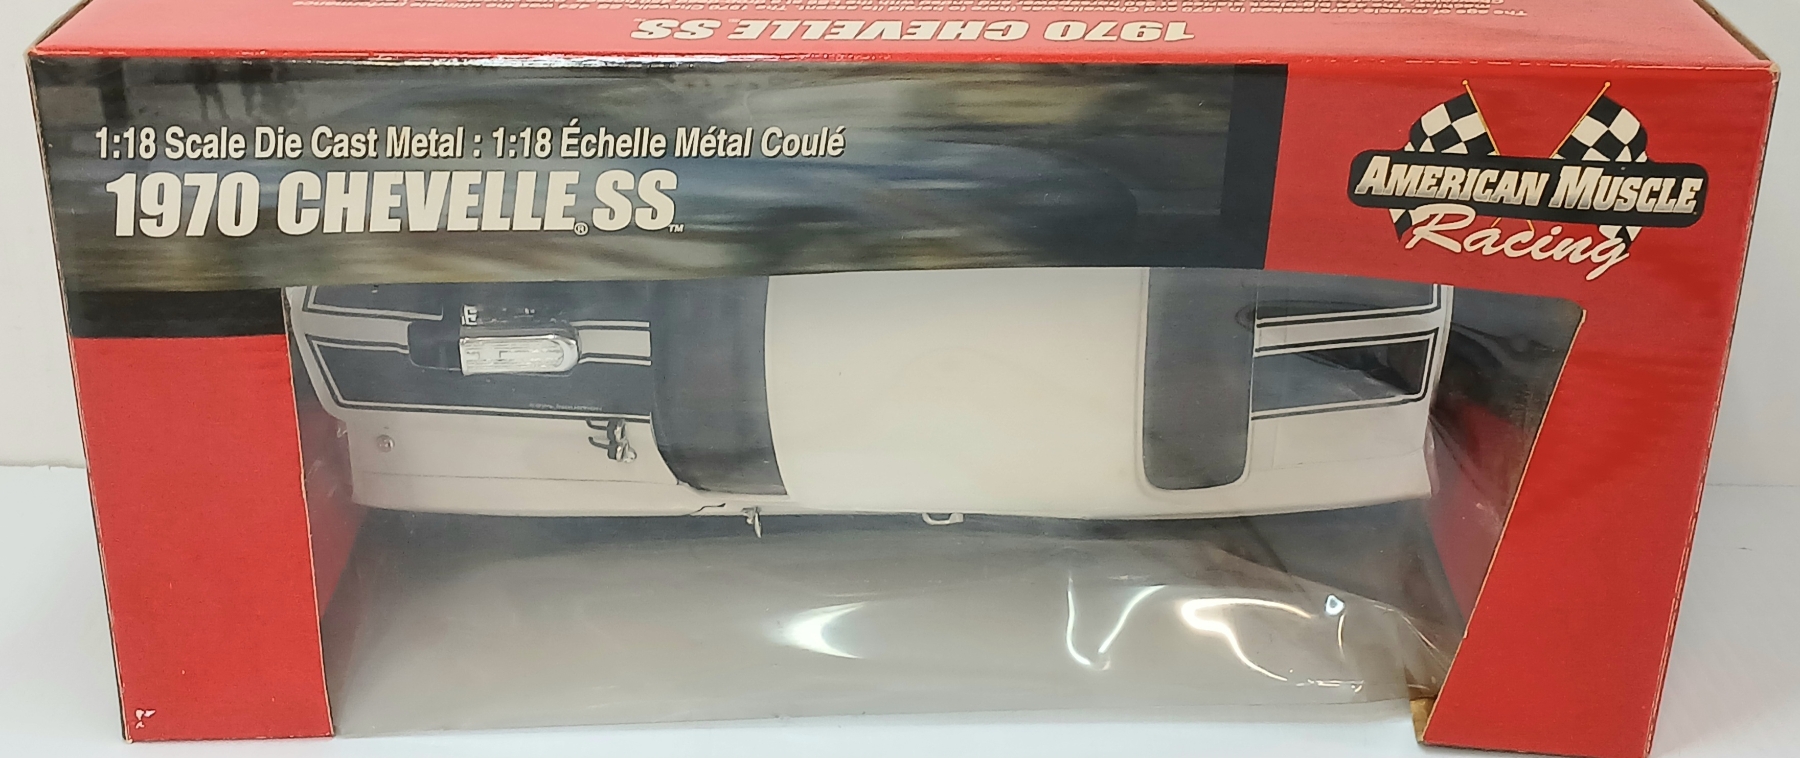 1970 CHEVELLE SS
1:18 Scale Die Cast Metal : 1:18 Échelle Métal Coulé
1970 CHEVELLE® SS™
AMERICAN MUSCLE
Racing